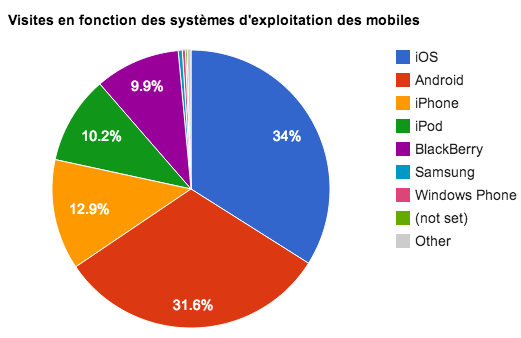 Visites en fonction des systèmes d'exploitation des mobiles
34%
31.6%
12.9%
10.2%
9.9%
iOS
Android
iPhone
iPod
BlackBerry
Samsung
Windows Phone
(not set)
Other